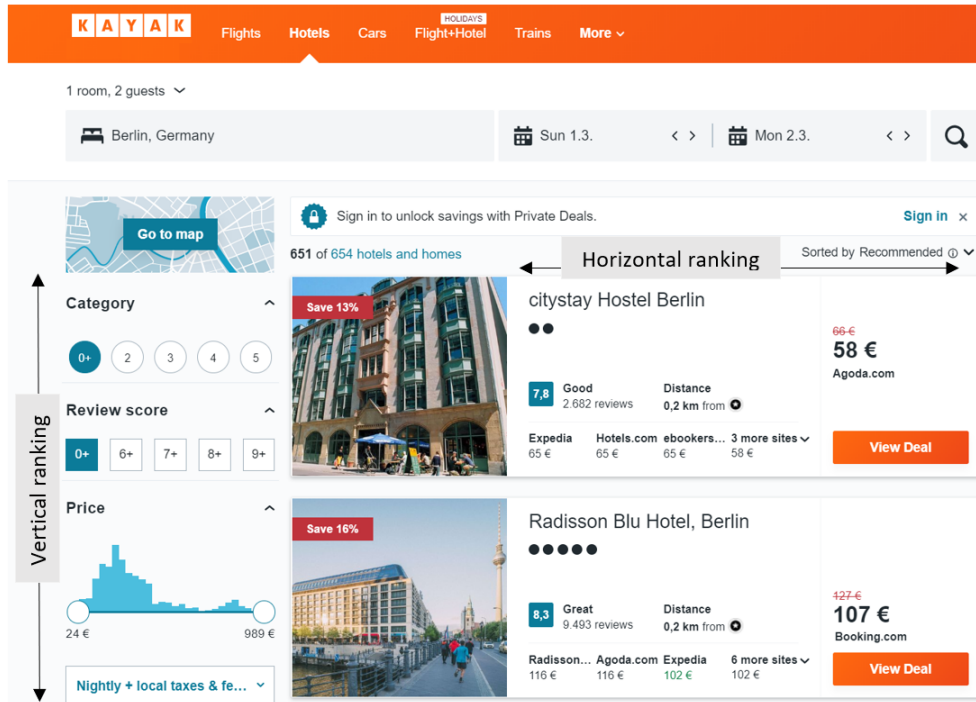 KAYAK
Flights
Hotels
Cars
HOLIDAYS
Flight+Hotel
Trains
More
1 room, 2 guests
Berlin, Germany
Sun 1.3.
Mon 2.3.
Go to map
Sign in to unlock savings with Private Deals.
Sign in
651 of 654 hotels and homes
Horizontal ranking
Sorted by Recommended
Vertical ranking
Category
0+ 2 3 4 5
Review score
0+ 6+ 7+ 8+ 9+
Price
24 € 989 €
Nightly + local taxes & fe...
Save 13%
citystay Hostel Berlin
7,8
Good
2.682 reviews
Distance
0,2 km from
Expedia Hotels.com ebookers... 3 more sites
65 € 65 € 65 € 58 €
66 €
58 €
Agoda.com
View Deal
Save 16%
Radisson Blu Hotel, Berlin
8,3
Great
9.493 reviews
Distance
0,2 km from
Radisson... Agoda.com Expedia 6 more sites
116 € 116 € 102 € 102 €
127 €
107 €
Booking.com
View Deal